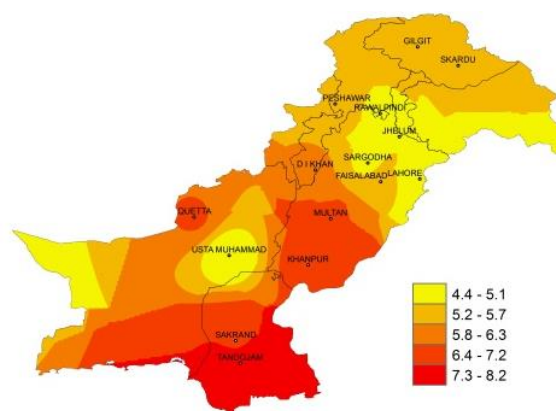 GILGIT
SKARDU
PESHAWAR
RAWALPINDI
JHELUM
SARGODHA
D I KHAN
FAISALABAD
LAHORE
QUETTA
MULTAN
USTA MUHAMMAD
KHANPUR
SAKRAND
TANDOJAM
4.4 - 5.1
5.2 - 5.7
5.8 - 6.3
6.4 - 7.2
7.3 - 8.2